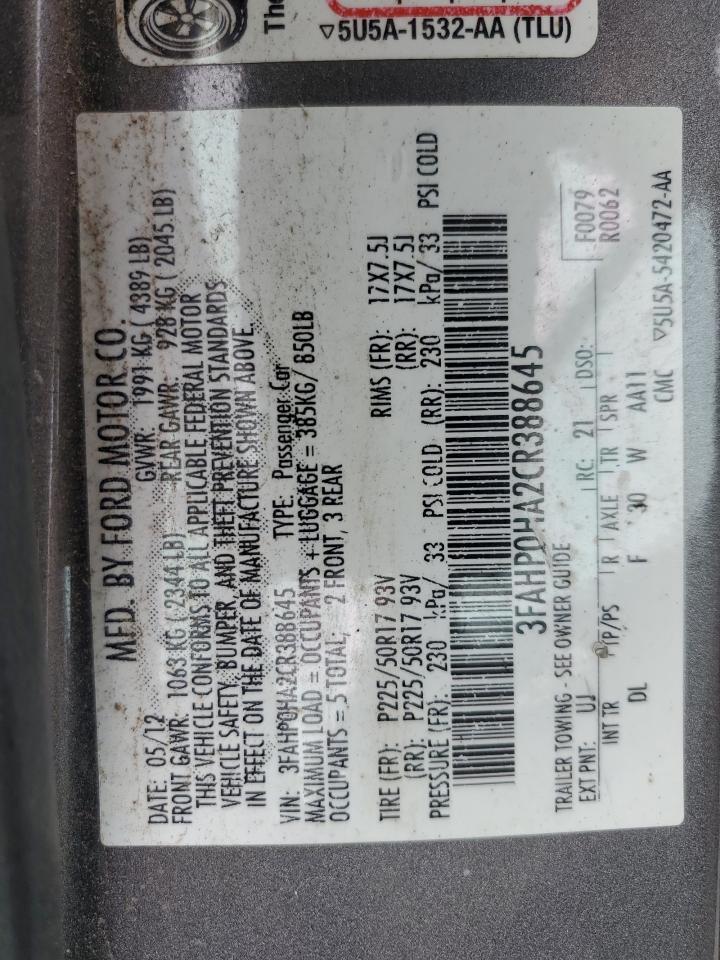 The
▽5U5A-1532-AA (TLU)
MFD. BY FORD MOTOR CO.
DATE: 05/12 GVWR: 1991 KG ( 4389 LB)
FRONT GAWR: 1063 KG ( 2344 LB) REAR GAWR: 928 KG ( 2045 LB)
THIS VEHICLE CONFORMS TO ALL APPLICABLE FEDERAL MOTOR
VEHICLE SAFETY, BUMPER, AND THEFT PREVENTION STANDARDS
IN EFFECT ON THE DATE OF MANUFACTURE SHOWN ABOVE.
VIN: 3FAHP0HA2CR388645 TYPE: Passenger Car
MAXIMUM LOAD = OCCUPANTS + LUGGAGE = 385KG/ 850LB
OCCUPANTS = 5 TOTAL; 2 FRONT, 3 REAR
TIRE (FR): P225/50R17 93V RIMS (FR): 17X7.5J
(RR): P225/50R17 93V (RR): 17X7.5J
PRESSURE (FR): 230 kPa/ 33 PSI COLD (RR): 230 kPa/ 33 PSI COLD
3FAHP0HA2CR388645
TRAILER TOWING - SEE OWNER GUIDE F0079
EXT PNT: UJ RC: 21 DSO: R0062
INT TR TP/PS R AXLE TR SPR
DL F 30 W AA11
CMC ▽5U5A-5420472-AA